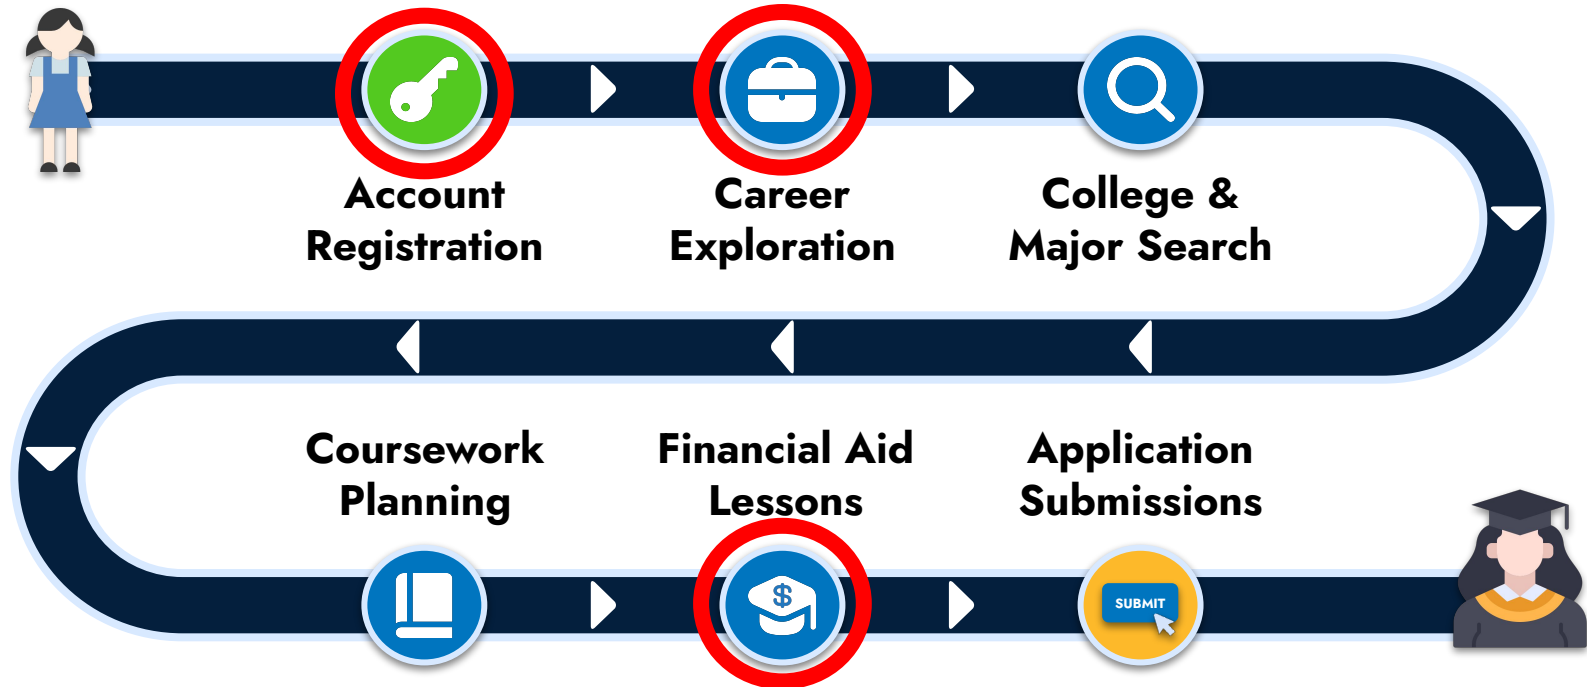 Account
Registration
Career
Exploration
College &
Major Search
Coursework
Planning
Financial Aid
Lessons
Application
Submissions
$
SUBMIT